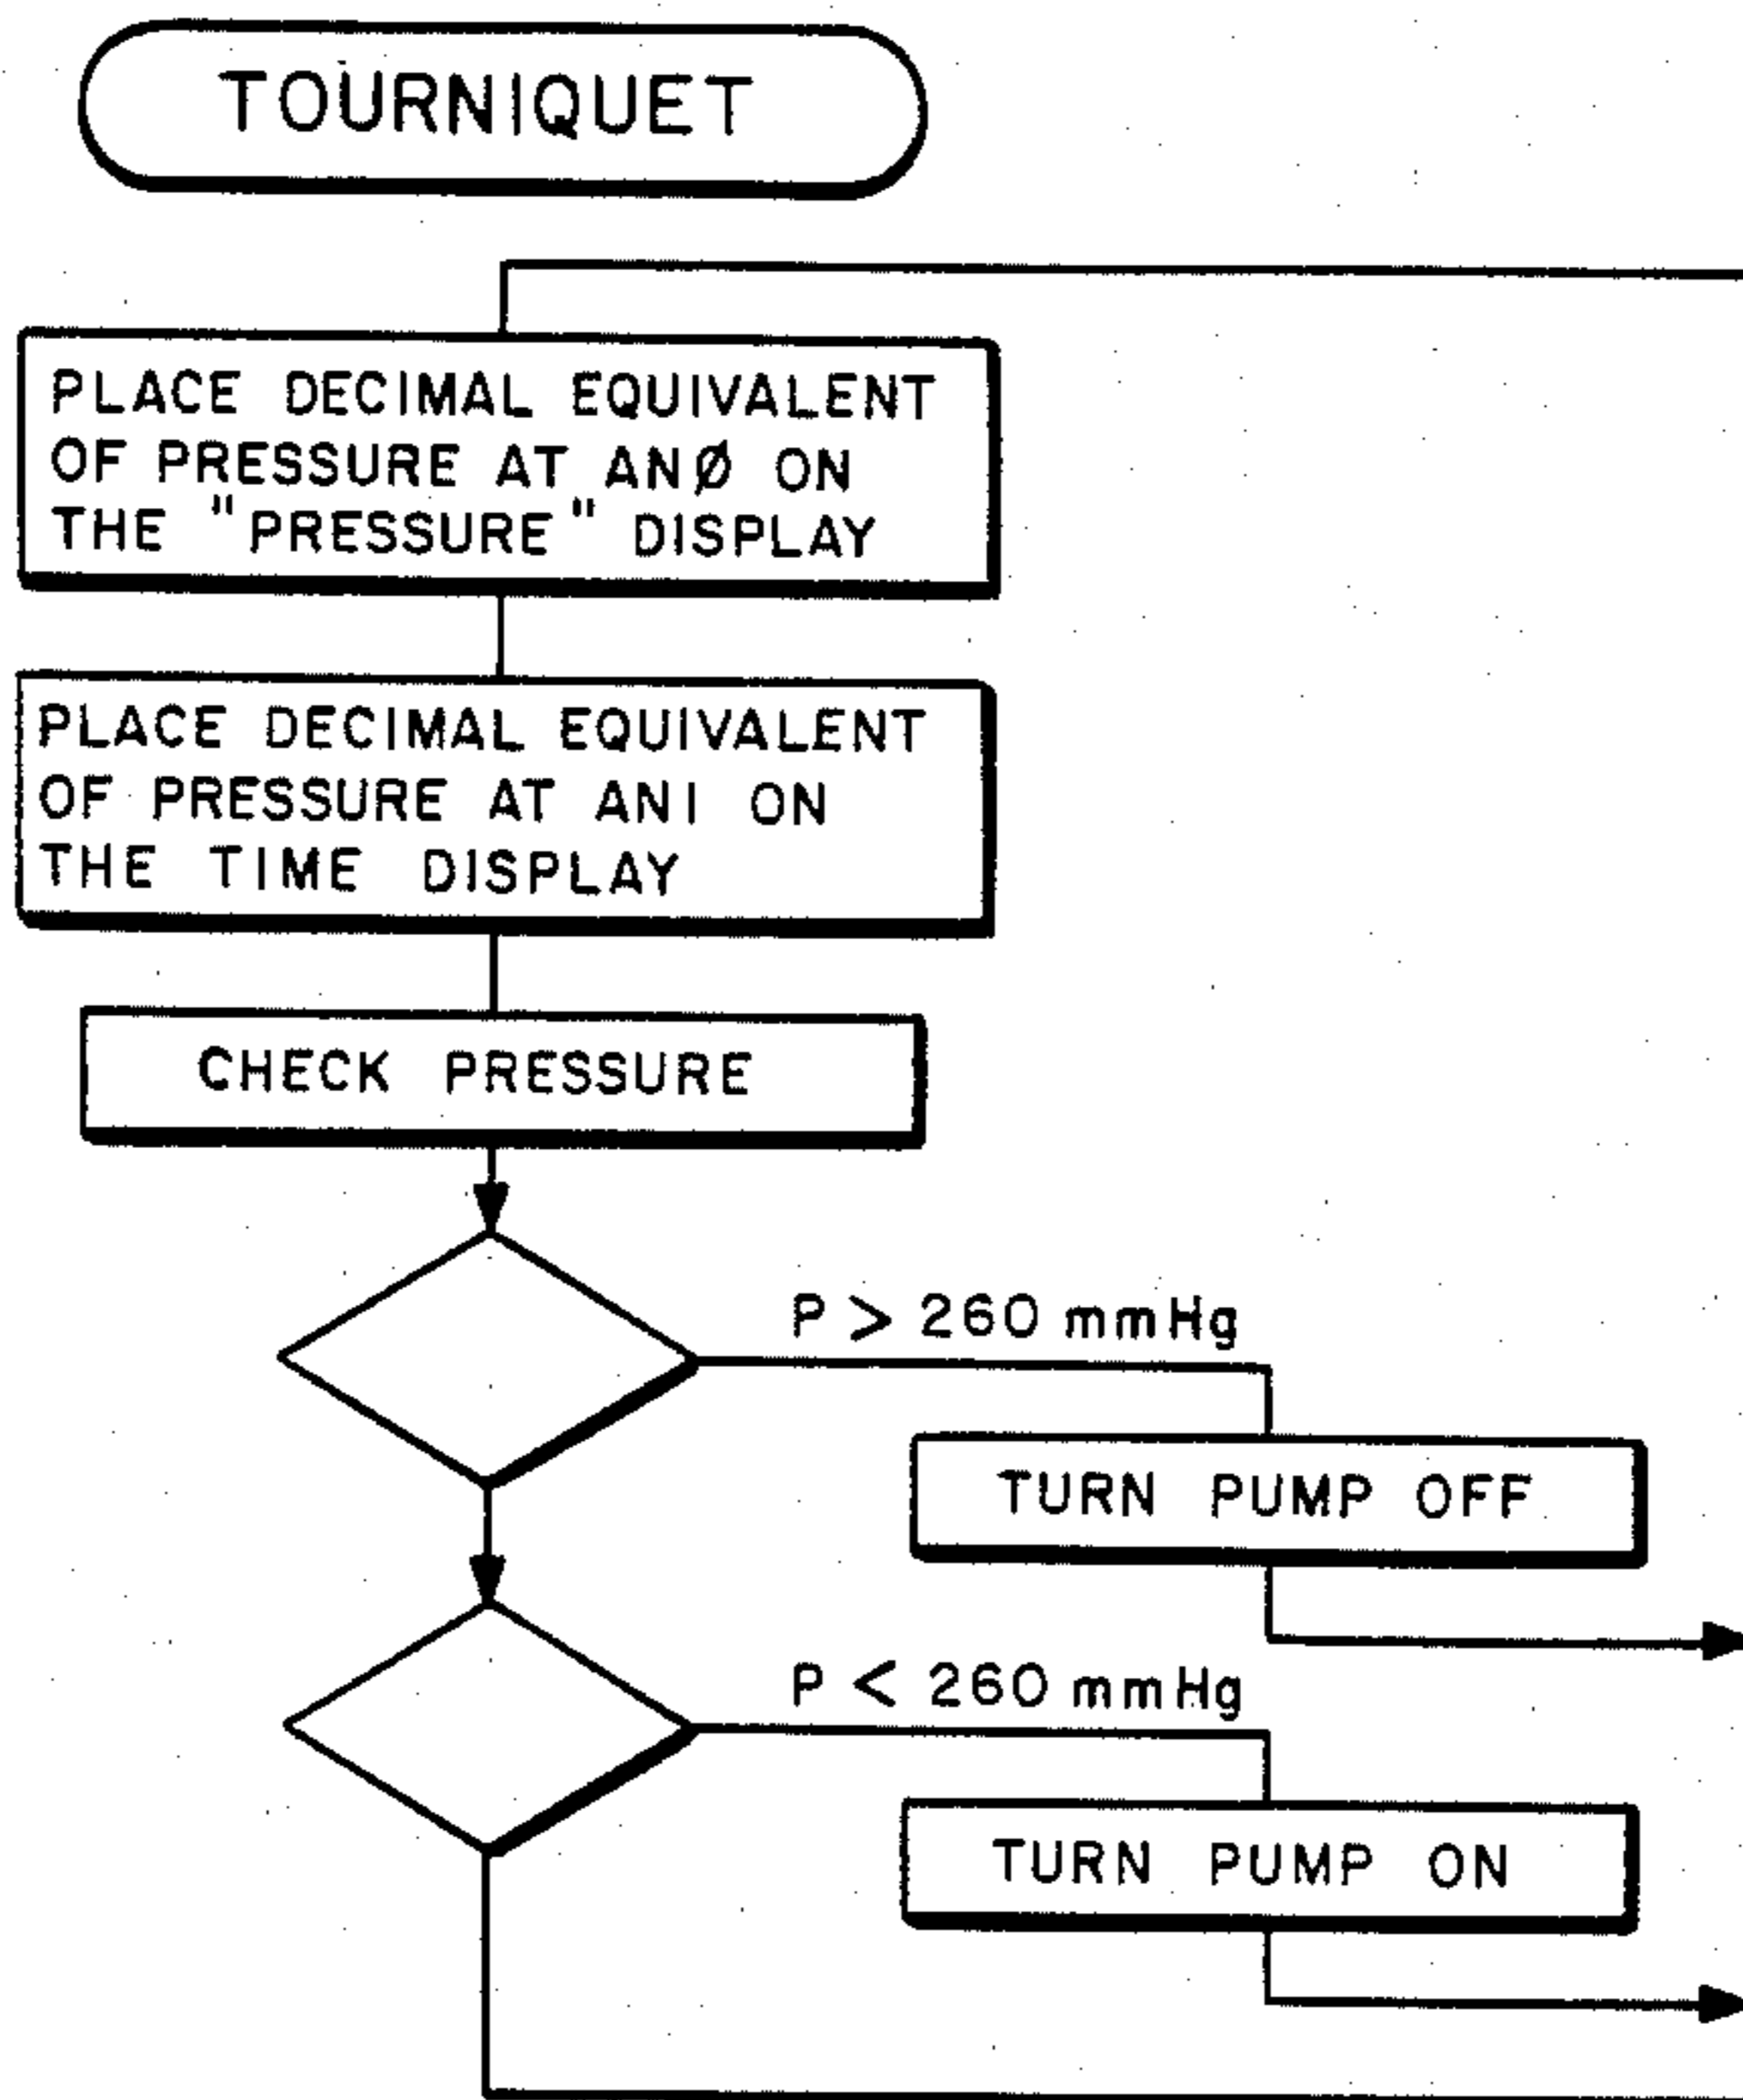 TOURNIQUET
PLACE DECIMAL EQUIVALENT
OF PRESSURE AT ANØ ON
THE "PRESSURE" DISPLAY
PLACE DECIMAL EQUIVALENT
OF PRESSURE AT AN1 ON
THE TIME DISPLAY
CHECK PRESSURE
P > 260 mmHg
TURN PUMP OFF
P < 260 mmHg
TURN PUMP ON